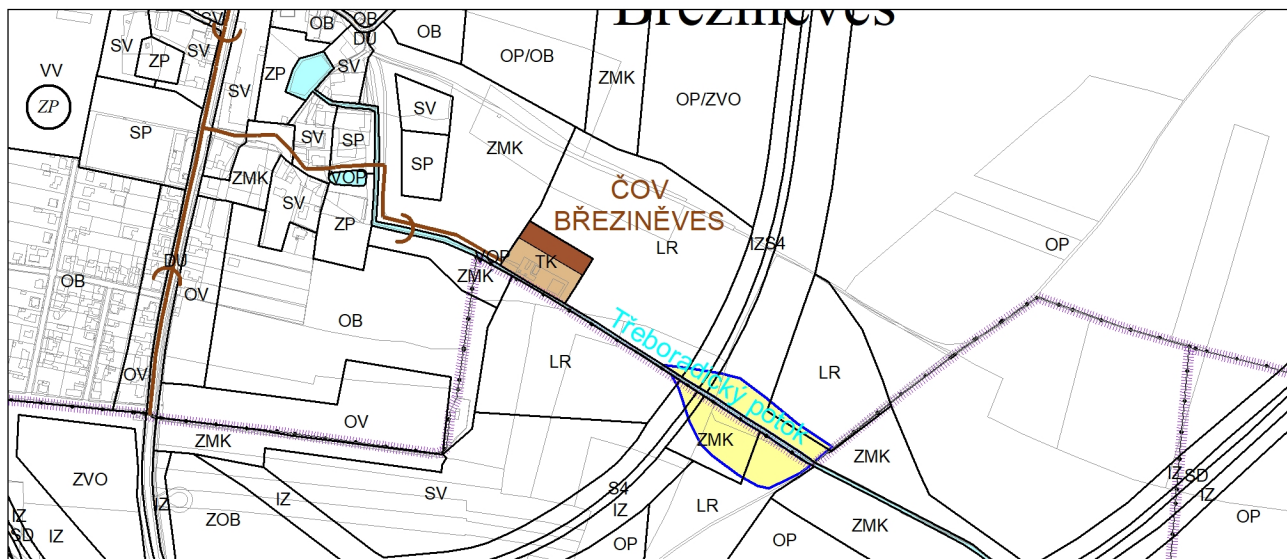 Březiněves
SV
OB
OB
DU
OB
SV
ZP
SV
ZP
SV
OP/OB
ZMK
VV
ZP
SV
SV
OP/ZVO
SP
SV
SP
SP
ZMK
ZMK
VOP
ČOV
BŘEZINĚVES
SV
ZP
LR
IZ
S4
OP
DU
VOP
TK
ZMK
OB
OV
OB
Třeboradický potok
LR
LR
OV
OV
ZMK
ZMK
ZMK
ZVO
SV
S4
IZ
SD
IZ
IZ
IZ
ZOB
IZ
LR
OP
IZ
SD
IZ
OP
ZMK